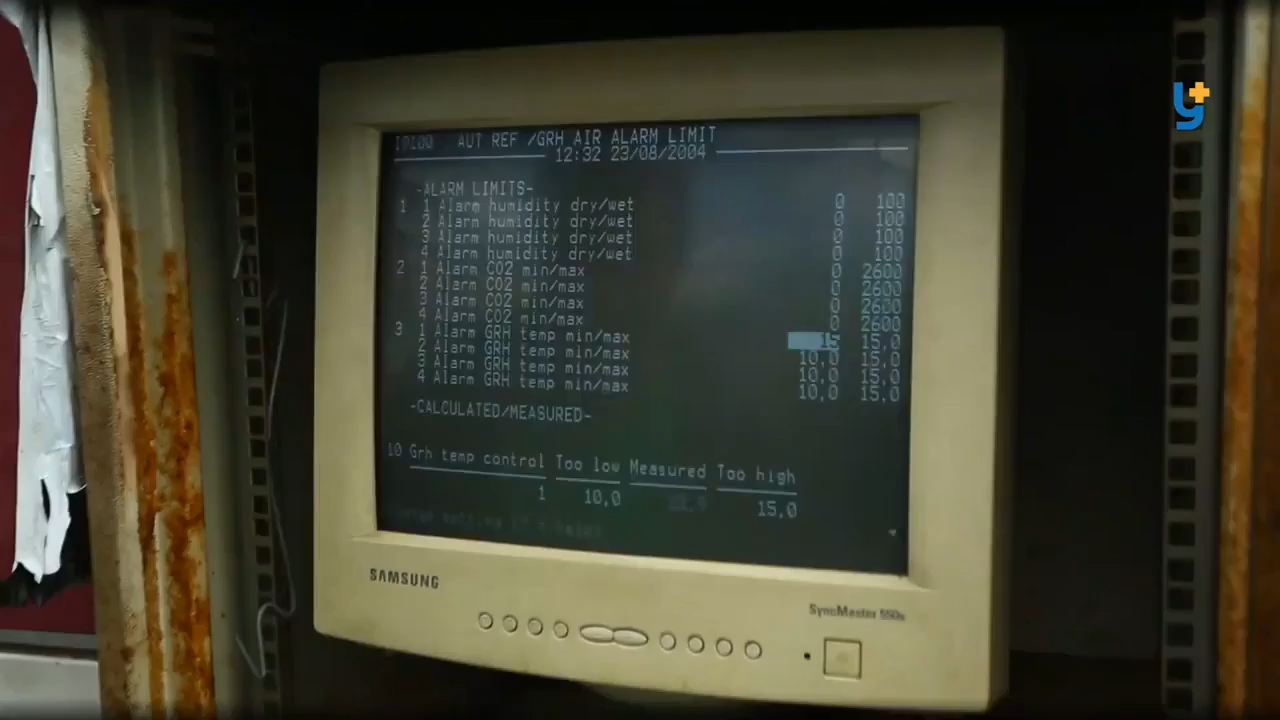 y+
AUT REF /GRH AIR ALARM LIMIT
12:32 23/08/2004
-ALARM LIMITS-
1 1 Alarm humidity dry/wet 0 100
2 Alarm humidity dry/wet 0 100
3 Alarm humidity dry/wet 0 100
4 Alarm humidity dry/wet 0 100
2 1 Alarm CO2 min/max 0 2600
2 Alarm CO2 min/max 0 2600
3 Alarm CO2 min/max 0 2600
4 Alarm CO2 min/max 0 2600
3 1 Alarm GRH temp min/max 15 15,0
2 Alarm GRH temp min/max 10,0 15,0
3 Alarm GRH temp min/max 10,0 15,0
4 Alarm GRH temp min/max 10,0 15,0
-CALCULATED/MEASURED-
10 Grh temp control Too low Measured Too high
1 10,0 15,0
SAMSUNG
SyncMaster 550s